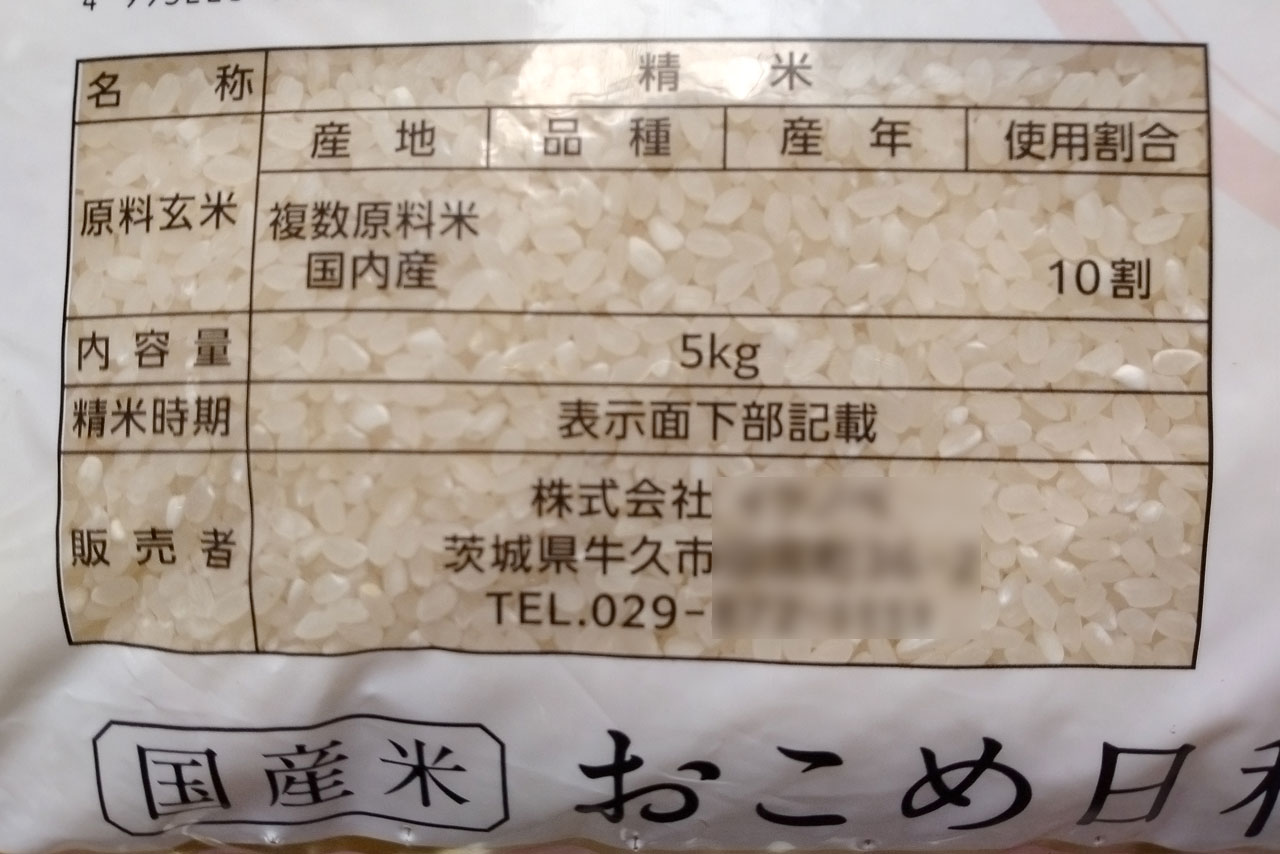 名称 精米
産地 品種 産年 使用割合
原料玄米 複数原料米
国内産 10割
内容量 5kg
精米時期 表示面下部記載
株式会社
販売者 茨城県牛久市
TEL.029-
国産米 おこめ日